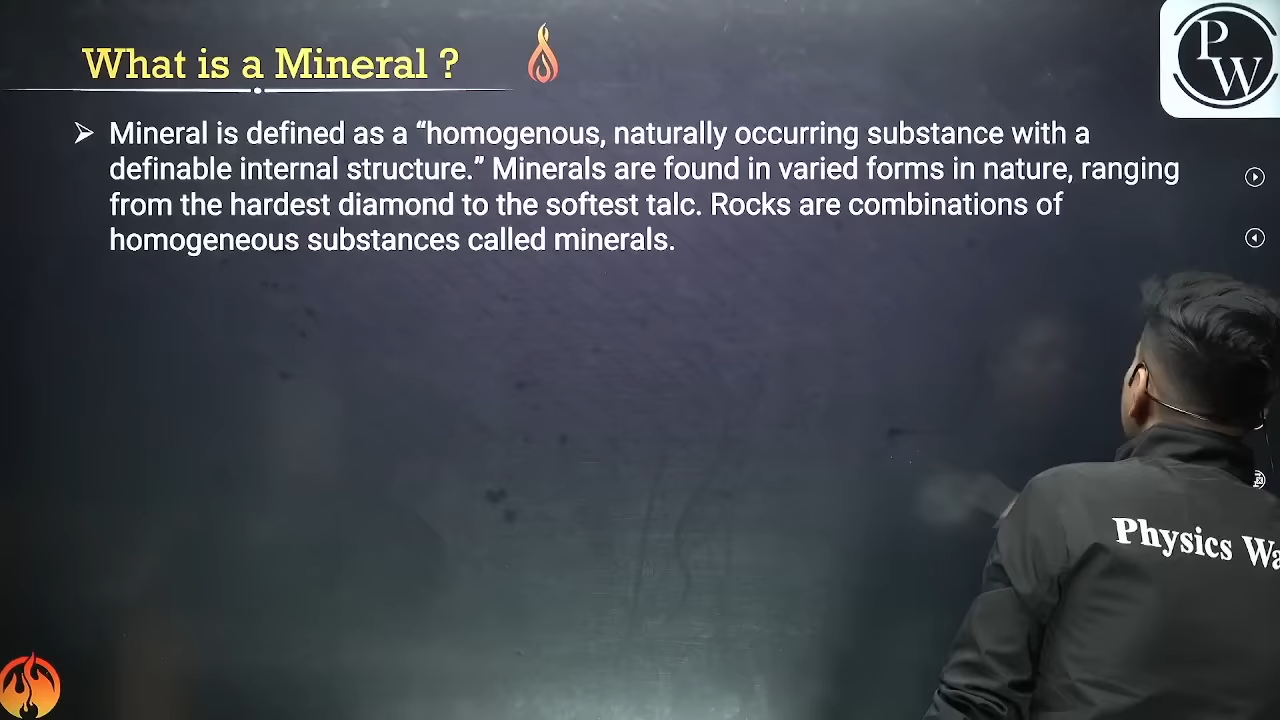 What is a Mineral ?
PW
➢ Mineral is defined as a “homogenous, naturally occurring substance with a
definable internal structure.” Minerals are found in varied forms in nature, ranging
from the hardest diamond to the softest talc. Rocks are combinations of
homogeneous substances called minerals.
Physics Wa